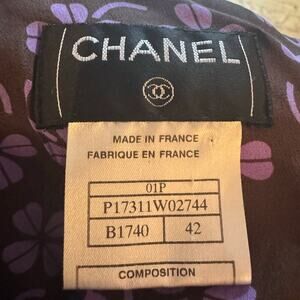 CHANEL
MADE IN FRANCE
FABRIQUE EN FRANCE
01P
P17311W02744
B1740 42
COMPOSITION